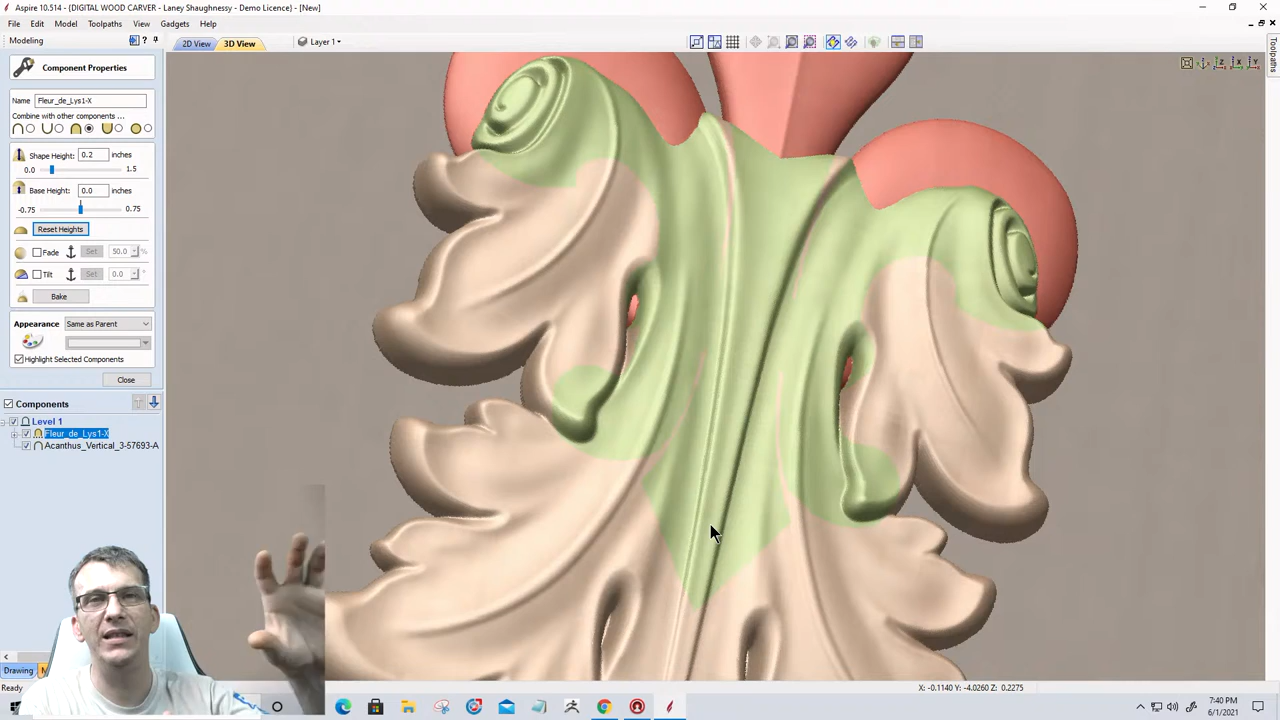 Aspire 10.514 - (DIGITAL WOOD CARVER - Laney Shaughnessy - Demo Licence) - [New]
File Edit Model Toolpaths View Gadgets Help
Modeling
2D View 3D View Layer 1
Toolpaths
Component Properties
Name Fleur_de_Lys1-X
Combine with other components ...
Shape Height: 0.2 inches
0.0 1.5
Base Height: 0.0 inches
-0.75 0.75
Reset Heights
Fade Set 50.0 %
Tilt Set 0.0 °
Bake
Appearance Same as Parent
Highlight Selected Components
Close
Components
Level 1
Fleur_de_Lys1-X
Acanthus_Vertical_3-57693-A
Drawing
Ready
X: -0.1140 Y: -4.0260 Z: 0.2275
7:40 PM
6/1/2021